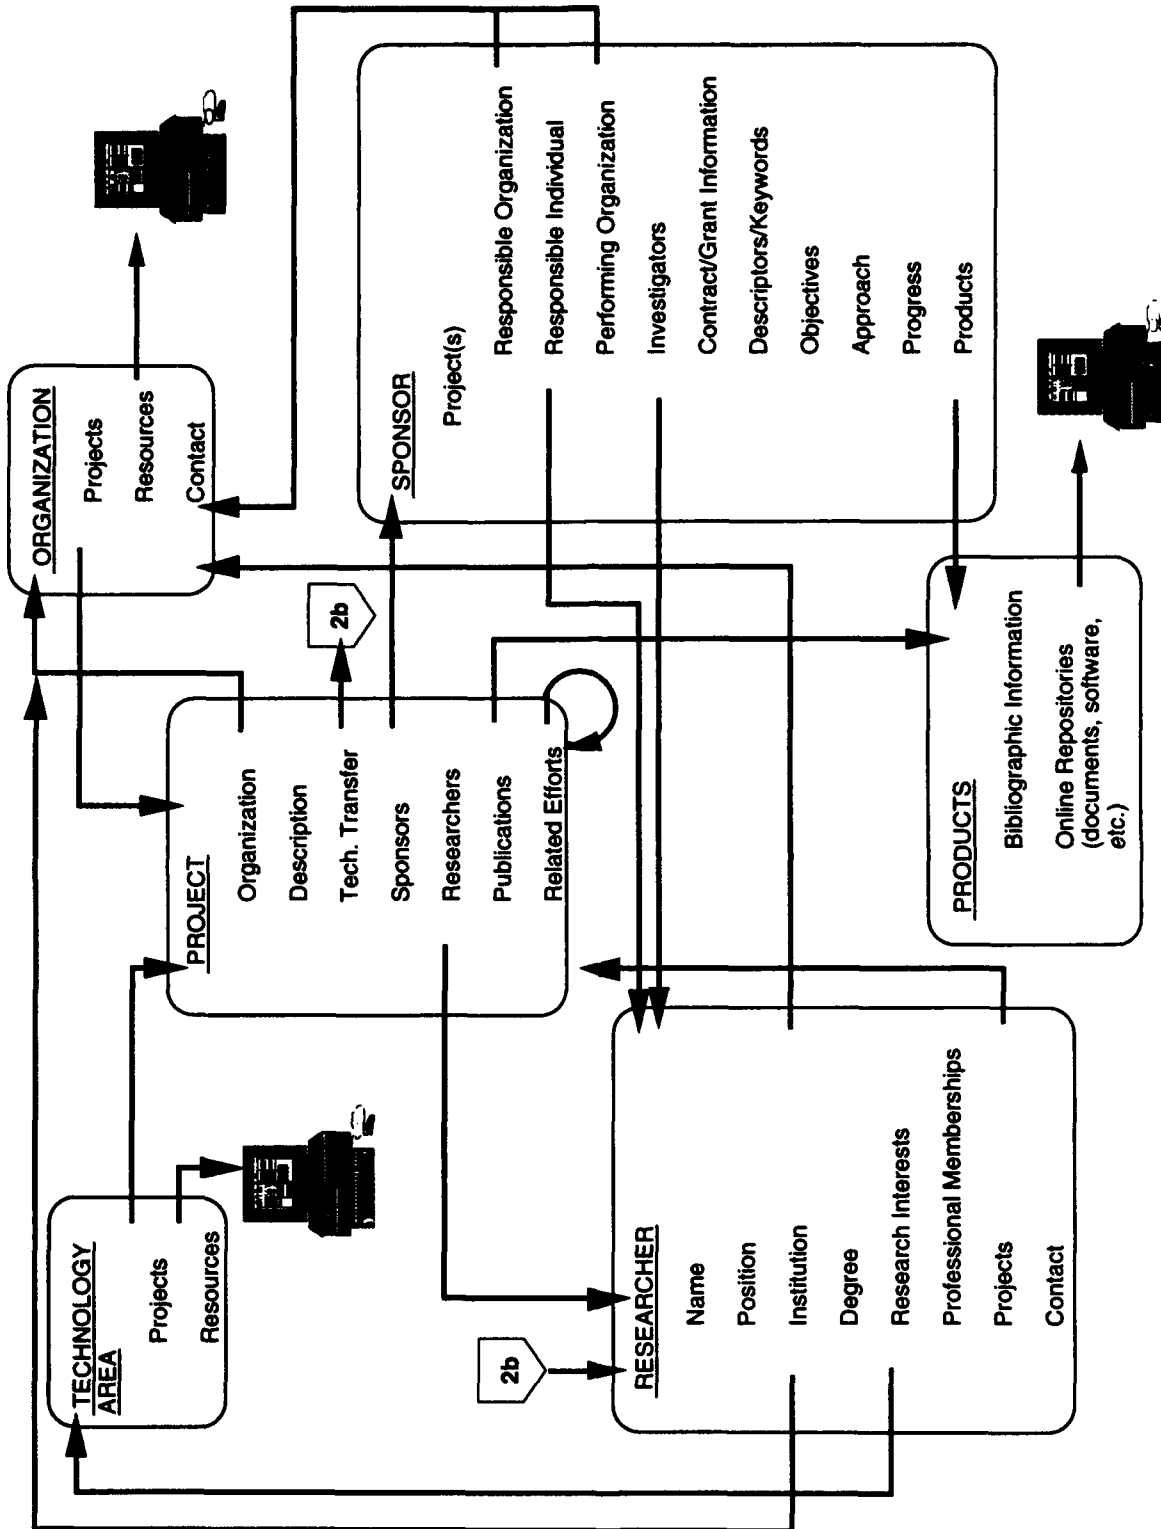 TECHNOLOGY
AREA
Projects
Resources
PROJECT
Organization
Description
Tech. Transfer
Sponsors
Researchers
Publications
Related Efforts
2b
ORGANIZATION
Projects
Resources
Contact
2b
RESEARCHER
Name
Position
Institution
Degree
Research Interests
Professional Memberships
Projects
Contact
PRODUCTS
Bibliographic Information
Online Repositories
(documents, software,
etc.)
SPONSOR
Project(s)
Responsible Organization
Responsible Individual
Performing Organization
Investigators
Contract/Grant Information
Descriptors/Keywords
Objectives
Approach
Progress
Products